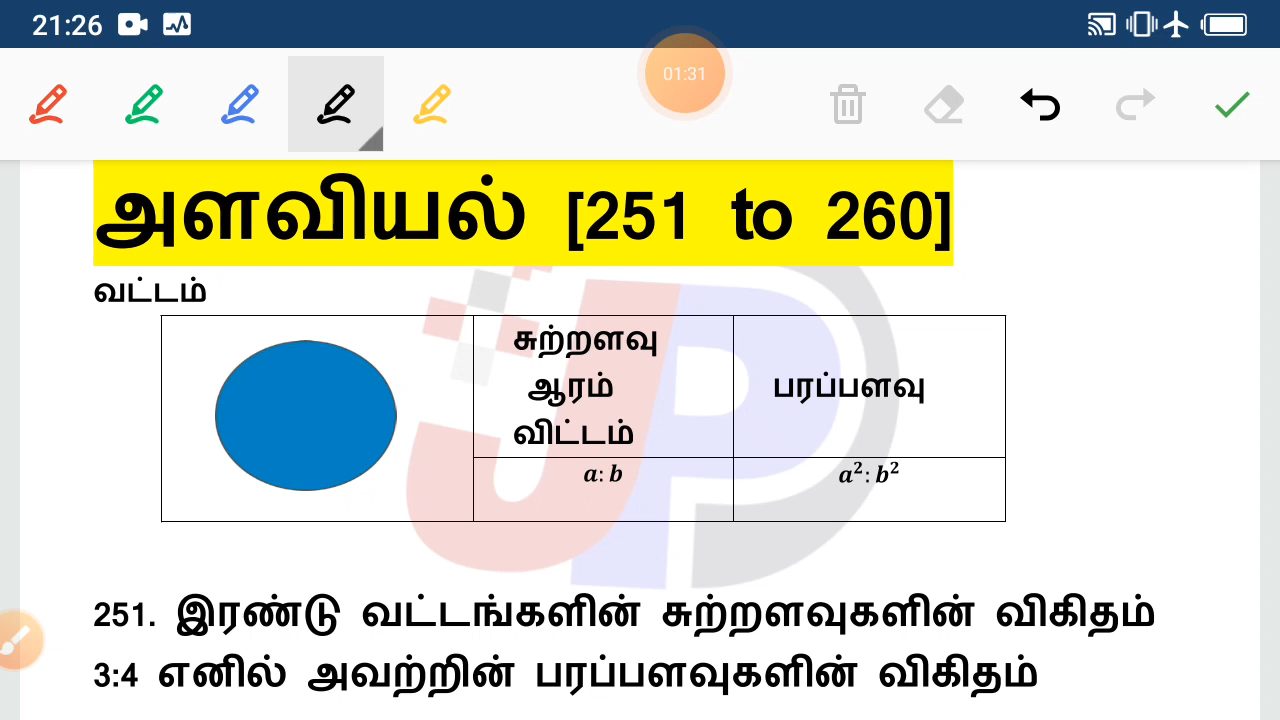 21:26
01:31
அளவியல் [251 to 260]
வட்டம்
சுற்றளவு
ஆரம்
விட்டம்
பரப்பளவு
a: b
a²: b²
251. இரண்டு வட்டங்களின் சுற்றளவுகளின் விகிதம்
3:4 எனில் அவற்றின் பரப்பளவுகளின் விகிதம்